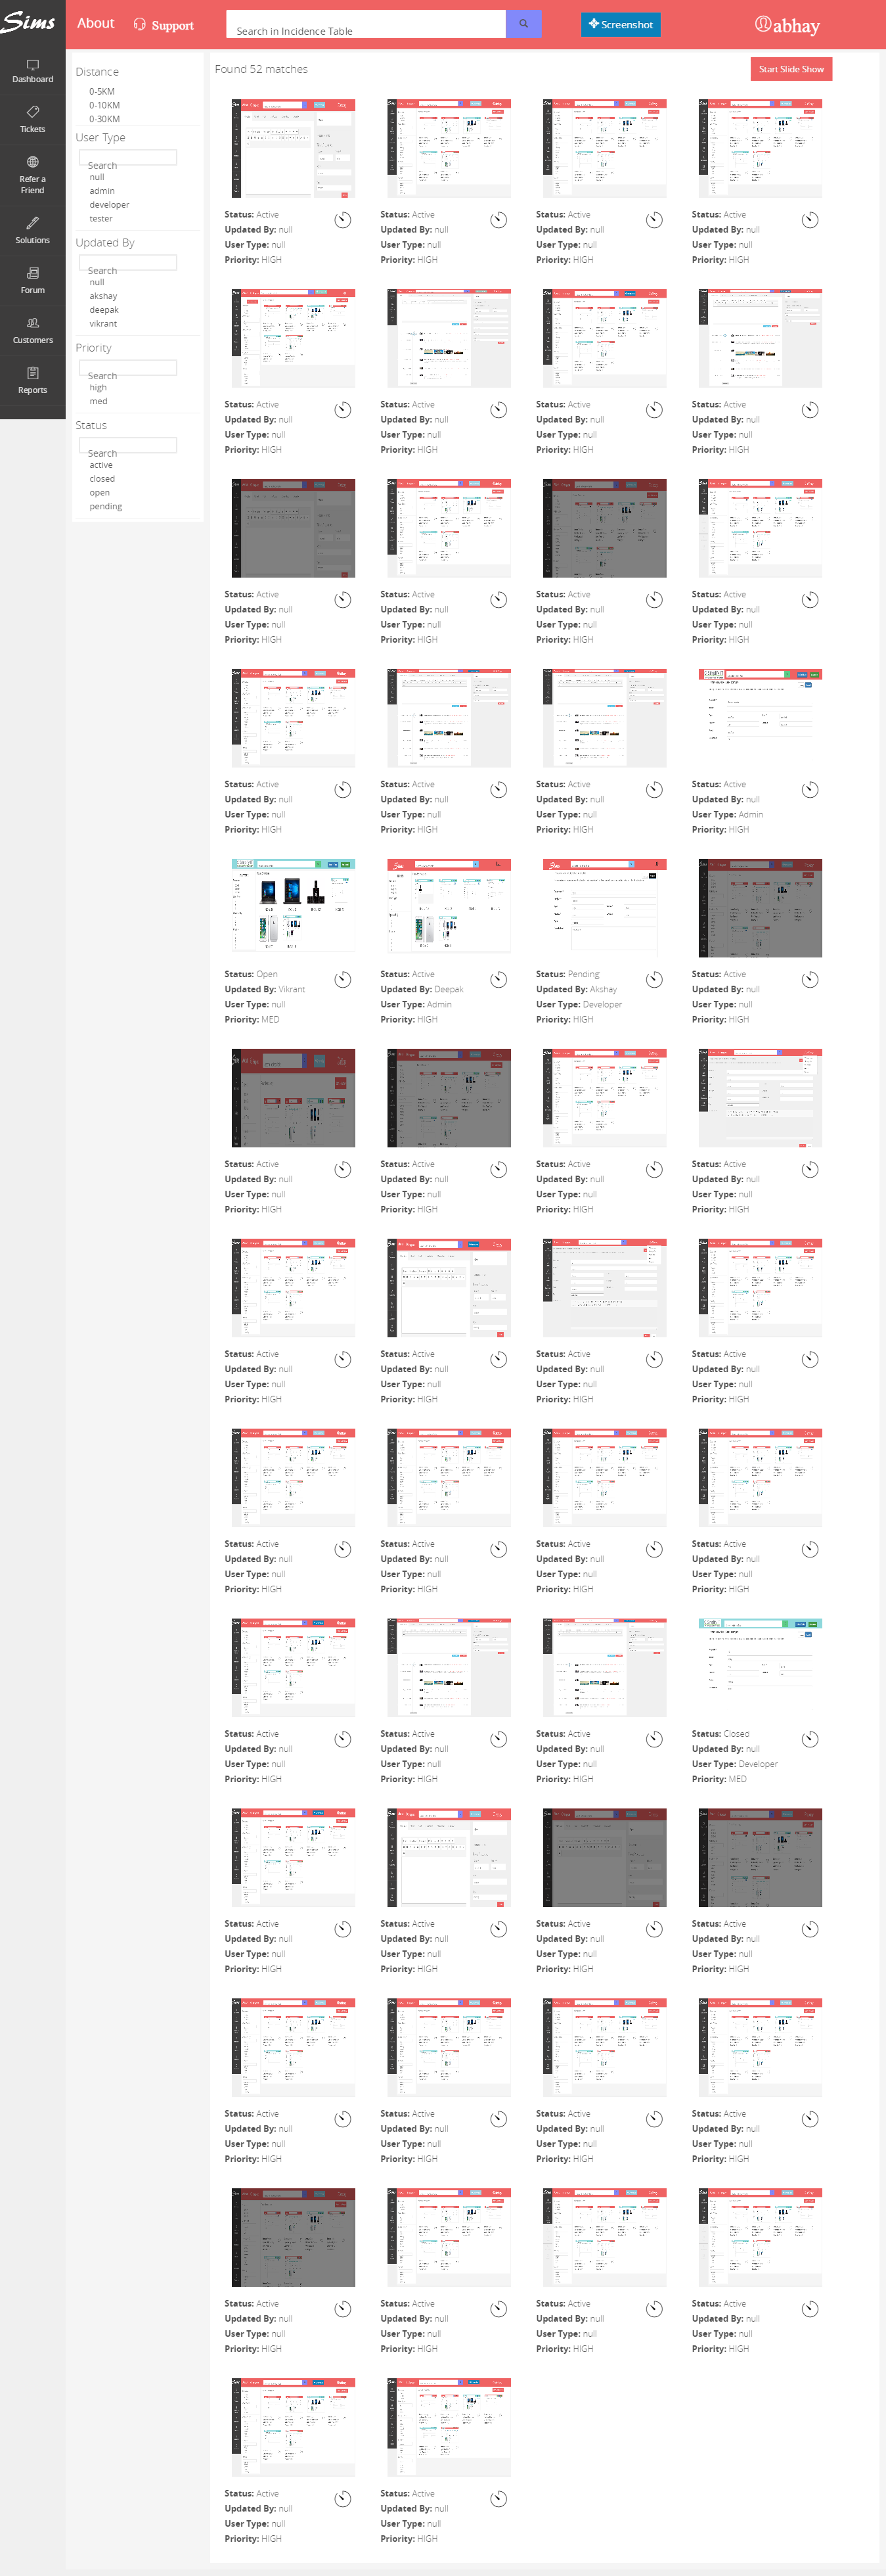 Sims
About
Support
Search in Incidence Table
Screenshot
abhay
Dashboard
Tickets
Refer a
Friend
Solutions
Forum
Customers
Reports
Distance
0-5KM
0-10KM
0-30KM
User Type
Search
null
admin
developer
tester
Updated By
Search
null
akshay
deepak
vikrant
Priority
Search
high
med
Status
Search
active
closed
open
pending
Found 52 matches
Start Slide Show
Status: Active Status: Active Status: Active Status: Active
Updated By: null Updated By: null Updated By: null Updated By: null
User Type: null User Type: null User Type: null User Type: null
Priority: HIGH Priority: HIGH Priority: HIGH Priority: HIGH
Status: Active Status: Active Status: Active Status: Active
Updated By: null Updated By: null Updated By: null Updated By: null
User Type: null User Type: null User Type: null User Type: null
Priority: HIGH Priority: HIGH Priority: HIGH Priority: HIGH
Status: Active Status: Active Status: Active Status: Active
Updated By: null Updated By: null Updated By: null Updated By: null
User Type: null User Type: null User Type: null User Type: null
Priority: HIGH Priority: HIGH Priority: HIGH Priority: HIGH
Status: Active Status: Active Status: Active Status: Active
Updated By: null Updated By: null Updated By: null Updated By: null
User Type: null User Type: null User Type: null User Type: Admin
Priority: HIGH Priority: HIGH Priority: HIGH Priority: HIGH
Status: Open Status: Active Status: Pending Status: Active
Updated By: Vikrant Updated By: Deepak Updated By: Akshay Updated By: null
User Type: null User Type: Admin User Type: Developer User Type: null
Priority: MED Priority: HIGH Priority: HIGH Priority: HIGH
Status: Active Status: Active Status: Active Status: Active
Updated By: null Updated By: null Updated By: null Updated By: null
User Type: null User Type: null User Type: null User Type: null
Priority: HIGH Priority: HIGH Priority: HIGH Priority: HIGH
Status: Active Status: Active Status: Active Status: Active
Updated By: null Updated By: null Updated By: null Updated By: null
User Type: null User Type: null User Type: null User Type: null
Priority: HIGH Priority: HIGH Priority: HIGH Priority: HIGH
Status: Active Status: Active Status: Active Status: Active
Updated By: null Updated By: null Updated By: null Updated By: null
User Type: null User Type: null User Type: null User Type: null
Priority: HIGH Priority: HIGH Priority: HIGH Priority: HIGH
Status: Active Status: Active Status: Active Status: Closed
Updated By: null Updated By: null Updated By: null Updated By: null
User Type: null User Type: null User Type: null User Type: Developer
Priority: HIGH Priority: HIGH Priority: HIGH Priority: MED
Status: Active Status: Active Status: Active Status: Active
Updated By: null Updated By: null Updated By: null Updated By: null
User Type: null User Type: null User Type: null User Type: null
Priority: HIGH Priority: HIGH Priority: HIGH Priority: HIGH
Status: Active Status: Active Status: Active Status: Active
Updated By: null Updated By: null Updated By: null Updated By: null
User Type: null User Type: null User Type: null User Type: null
Priority: HIGH Priority: HIGH Priority: HIGH Priority: HIGH
Status: Active Status: Active Status: Active Status: Active
Updated By: null Updated By: null Updated By: null Updated By: null
User Type: null User Type: null User Type: null User Type: null
Priority: HIGH Priority: HIGH Priority: HIGH Priority: HIGH
Status: Active Status: Active
Updated By: null Updated By: null
User Type: null User Type: null
Priority: HIGH Priority: HIGH